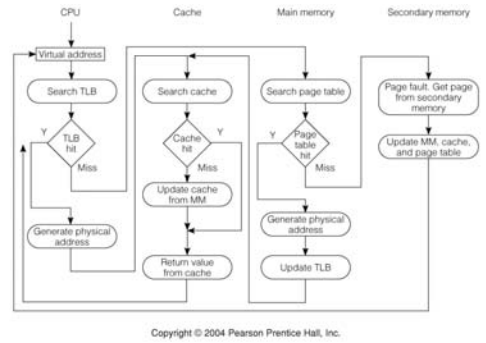 CPU
Cache
Main memory
Secondary memory
Virtual address
Search TLB
Search cache
Search page table
Page fault. Get page
from secondary
memory
Y
TLB
hit
Miss
Cache
hit
Y
Miss
Y
Page
table
hit
Miss
Update MM, cache,
and page table
Update cache
from MM
Generate physical
address
Generate physical
address
Return value
from cache
Update TLB
Copyright © 2004 Pearson Prentice Hall, Inc.